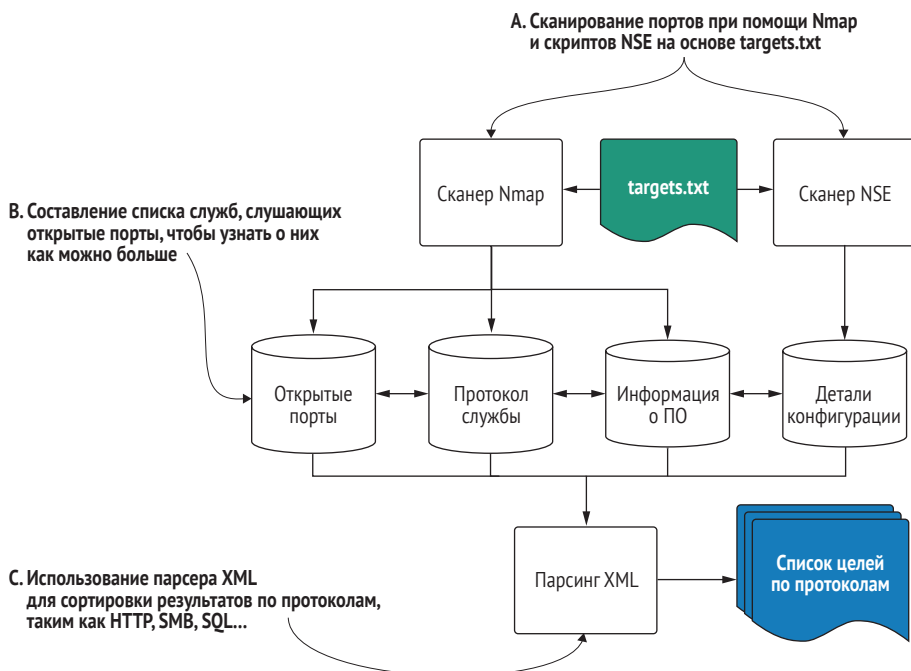 A. Сканирование портов при помощи Nmap
и скриптов NSE на основе targets.txt
Сканер Nmap
targets.txt
Сканер NSE
B. Составление списка служб, слушающих
открытые порты, чтобы узнать о них
как можно больше
Открытые
порты
Протокол
службы
Информация
о ПО
Детали
конфигурации
Парсинг XML
Список целей
по протоколам
C. Использование парсера XML
для сортировки результатов по протоколам,
таким как HTTP, SMB, SQL...